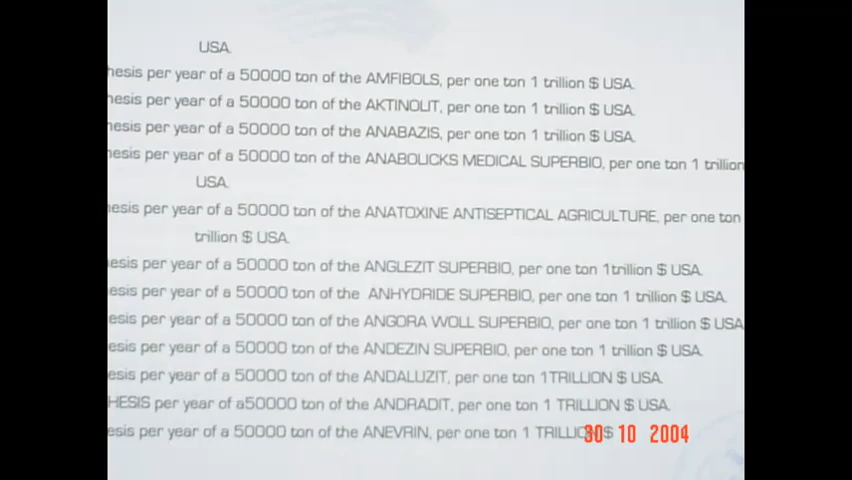 USA.
hesis per year of a 50000 ton of the AMFIBOLS, per one ton 1 trillion $ USA.
hesis per year of a 50000 ton of the AKTINOLIT, per one ton 1 trillion $ USA.
hesis per year of a 50000 ton of the ANABAZIS, per one ton 1 trillion $ USA.
hesis per year of a 50000 ton of the ANABOLICKS MEDICAL SUPERBIO, per one ton 1 trillion
USA.
esis per year of a 50000 ton of the ANATOXINE ANTISEPTICAL AGRICULTURE, per one ton
trillion $ USA.
esis per year of a 50000 ton of the ANGLEZIT SUPERBIO, per one ton 1trillion $ USA.
esis per year of a 50000 ton of the ANHYDRIDE SUPERBIO, per one ton 1 trillion $ USA.
esis per year of a 50000 ton of the ANGORA WOLL SUPERBIO, per one ton 1 trillion $ USA
esis per year of a 50000 ton of the ANDEZIN SUPERBIO, per one ton 1 trillion $ USA.
esis per year of a 50000 ton of the ANDALUZIT, per one ton 1TRILLION $ USA.
HESIS per year of a50000 ton of the ANDRADIT, per one ton 1 TRILLION $ USA.
esis per year of a 50000 ton of the ANEVRIN, per one ton 1 TRILLION $
30 10 2004